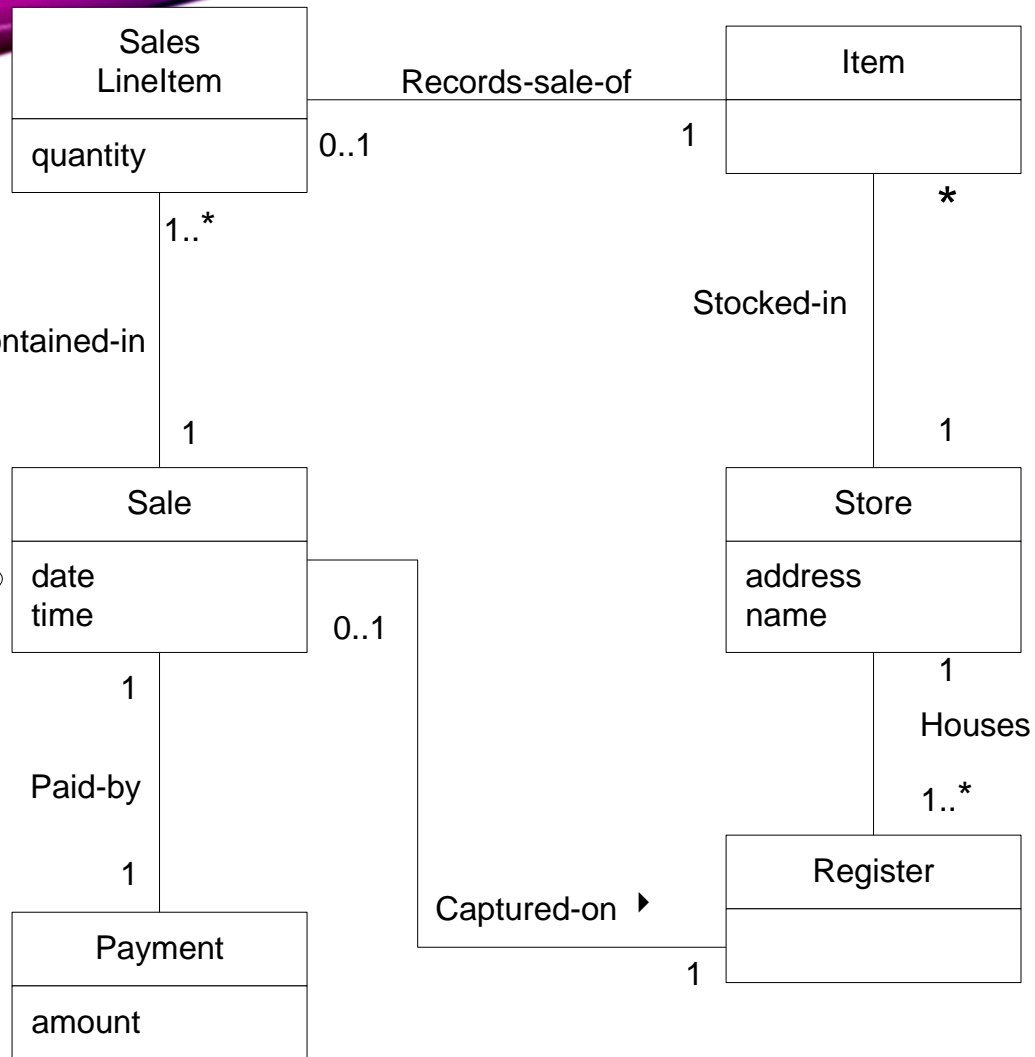 Sales
LineItem
quantity
Records-sale-of
0..1
1
Item
1..*
*
ontained-in
Stocked-in
1
1
Sale
date
time
0..1
Store
address
name
1
1
Houses
Paid-by
1..*
1
Captured-on
1
Register
Payment
amount